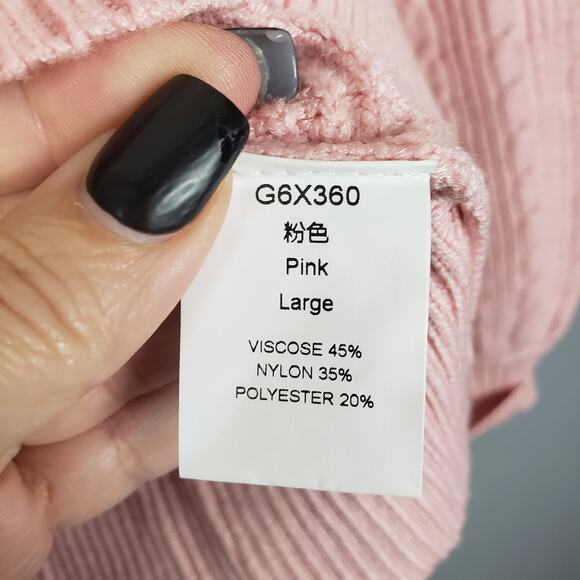 G6X360
粉色
Pink
Large
VISCOSE 45%
NYLON 35%
POLYESTER 20%